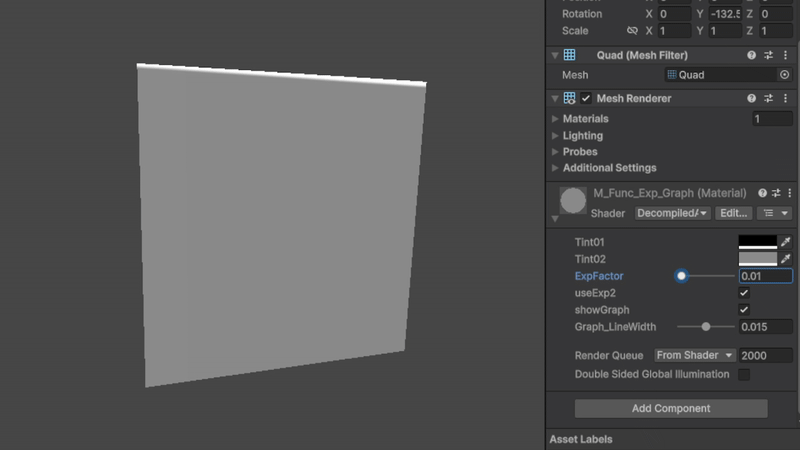 Rotation X 0 Y -132.5 Z 0
Scale X 1 Y 1 Z 1
Quad (Mesh Filter)
Mesh Quad
Mesh Renderer
Materials 1
Lighting
Probes
Additional Settings
M_Func_Exp_Graph (Material)
Shader Decompiled/ Edit...
Tint01
Tint02
ExpFactor 0.01
useExp2
showGraph
Graph_LineWidth 0.015
Render Queue From Shader 2000
Double Sided Global Illumination
Add Component
Asset Labels